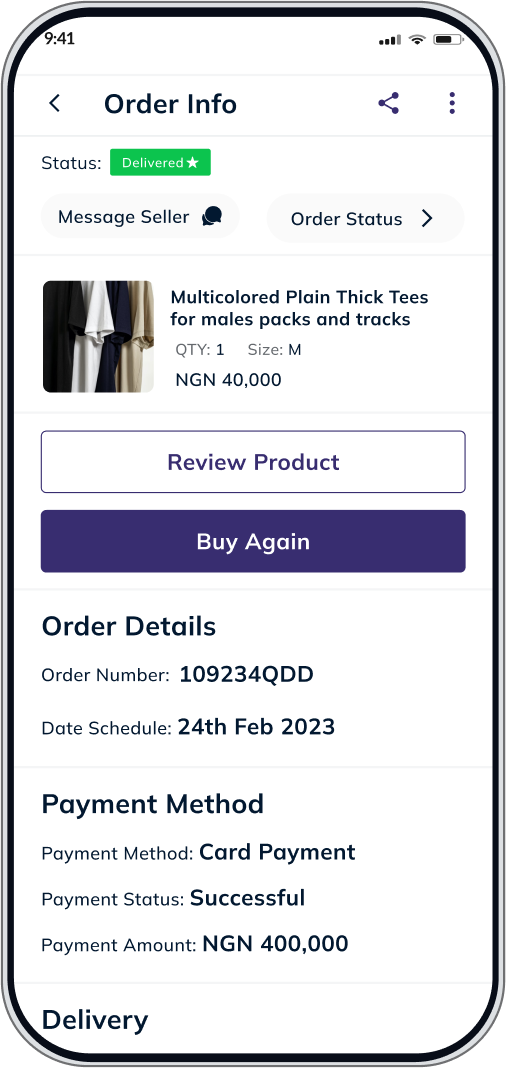 9:41
Order Info
Status: Delivered★
Message Seller
Order Status
Multicolored Plain Thick Tees
for males packs and tracks
QTY: 1 Size: M
NGN 40,000
Review Product
Buy Again
Order Details
Order Number: 109234QDD
Date Schedule: 24th Feb 2023
Payment Method
Payment Method: Card Payment
Payment Status: Successful
Payment Amount: NGN 400,000
Delivery